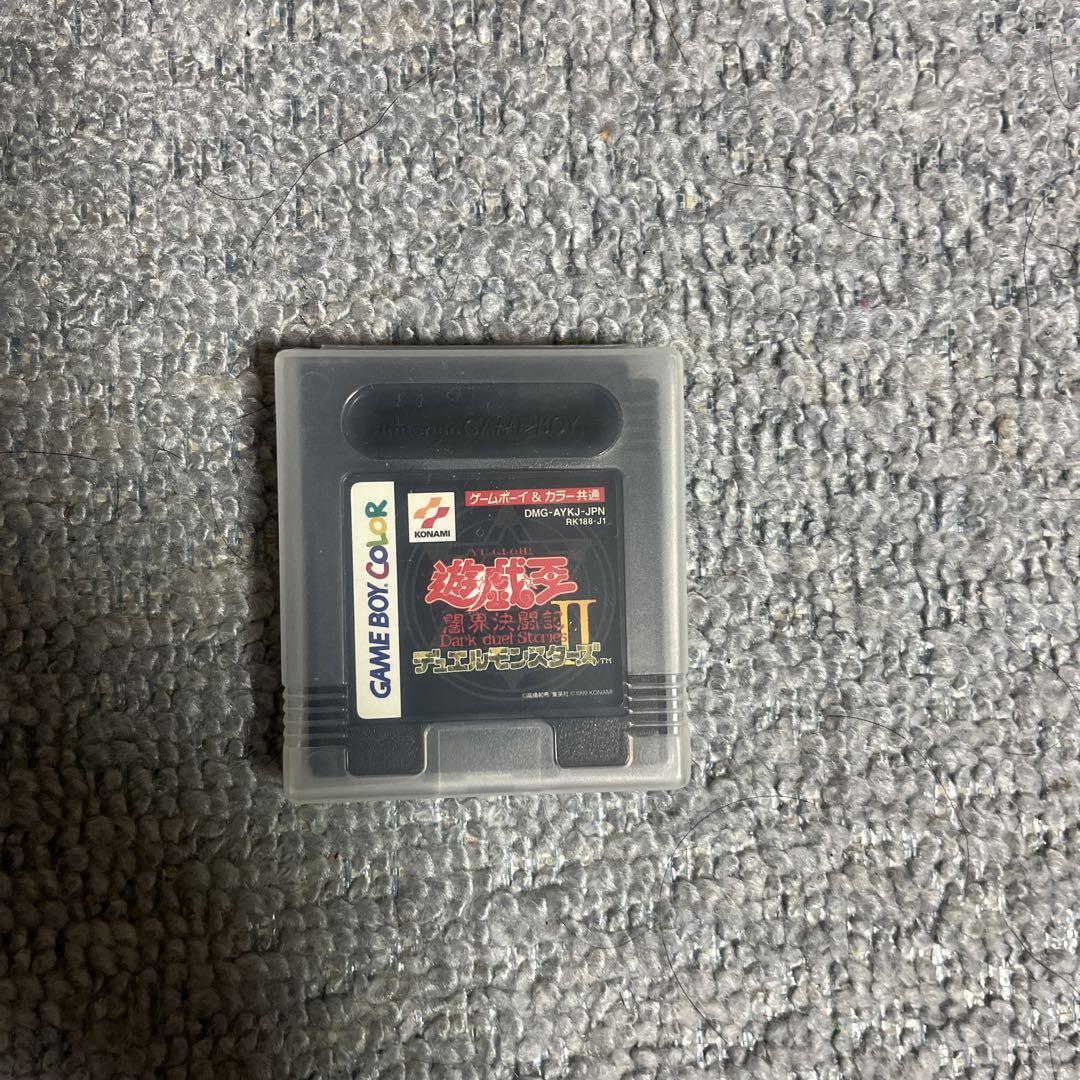 Nintendo GAME BOY
GAME BOY COLOR
KONAMI
ゲームボーイ & カラー共通
DMG-AYKJ-JPN
RK188-J1
YU-GI-OH!
遊戯王
闇界決闘記
II
Dark duel Stories
デュエルモンスターズ™
©高橋和希/集英社 ©1999 KONAMI